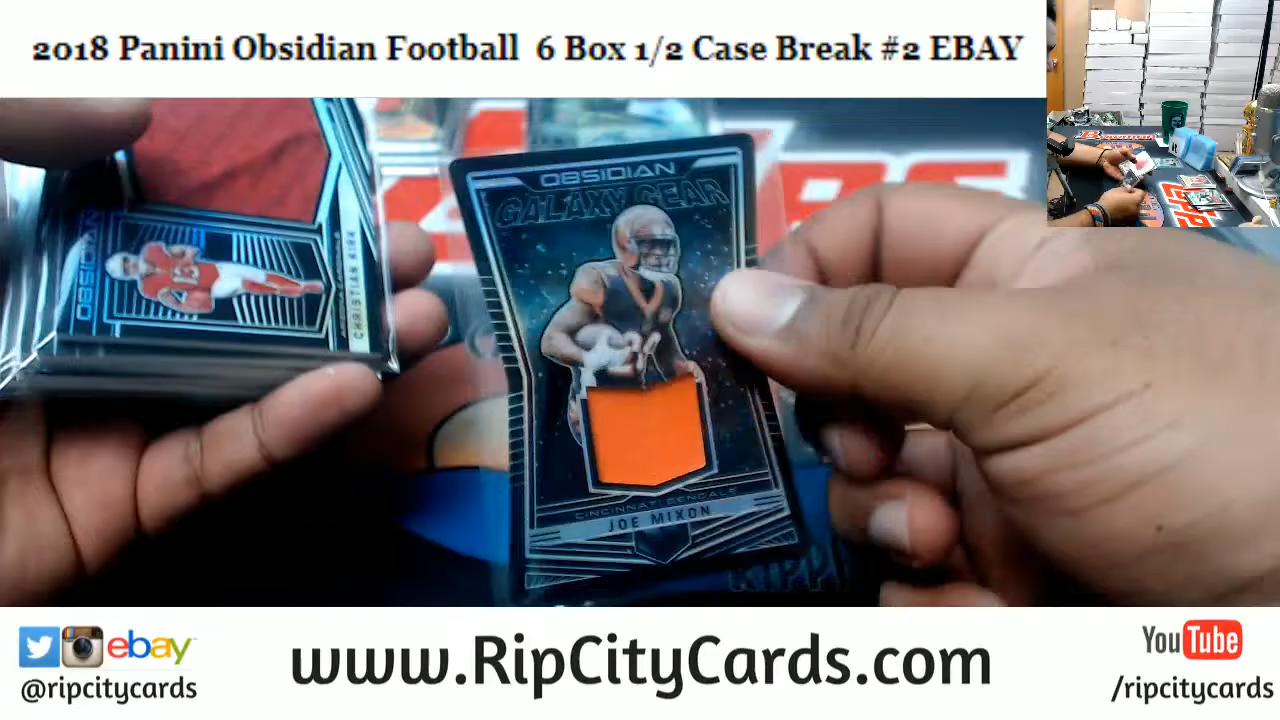 2018 Panini Obsidian Football 6 Box 1/2 Case Break #2 EBAY
OBSIDIAN
GALAXY GEAR
CINCINNATI BENGALS
JOE MIXON
OBSIDIAN
CHRISTIAN KIRK
ebay
@ripcitycards
www.RipCityCards.com
YouTube
/ripcitycards